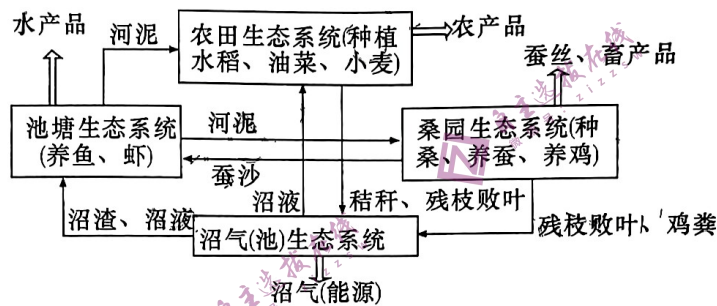 水产品
河泥
农田生态系统(种植
水稻、油菜、小麦)
农产品
蚕丝、畜产品
池塘生态系统
(养鱼、虾)
河泥
蚕沙
桑园生态系统(种
桑、养蚕、养鸡)
沼渣、沼液
沼液
秸秆、残枝败叶
残枝败叶、鸡粪
沼气(池)生态系统
沼气(能源)